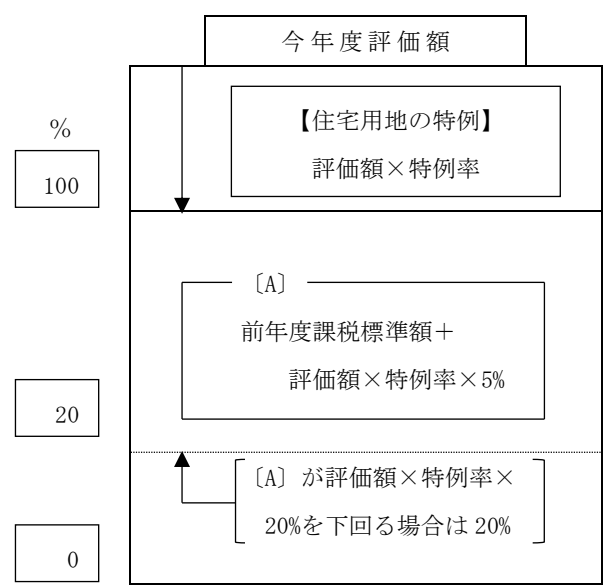 今年度評価額
%
100
【住宅用地の特例】
評価額×特例率
〔A〕
前年度課税標準額+
評価額×特例率×5%
20
〔A〕が評価額×特例率×
20%を下回る場合は20%
0